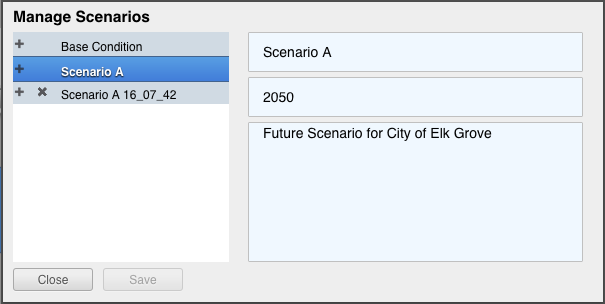 Manage Scenarios
Base Condition
Scenario A
Scenario A 16_07_42
Scenario A
2050
Future Scenario for City of Elk Grove
Close
Save